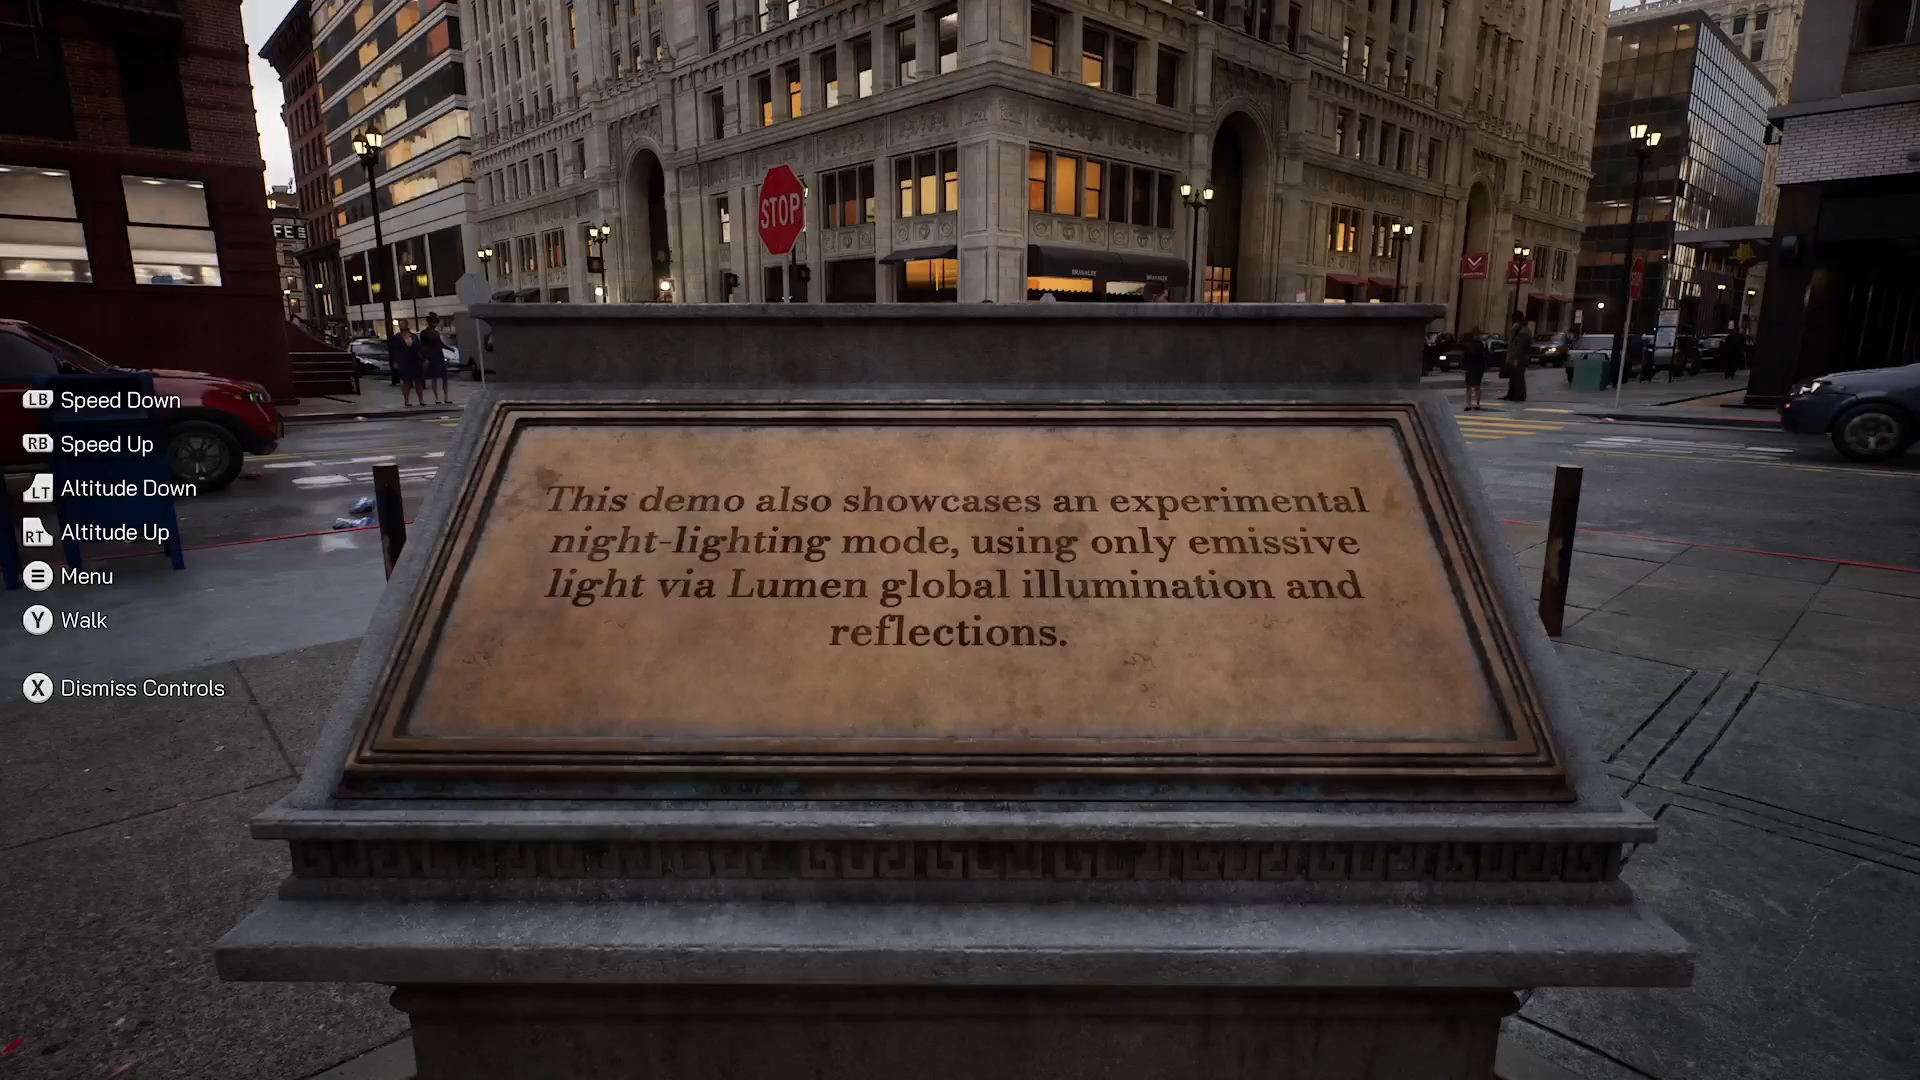 FE
STOP
LB Speed Down
RB Speed Up
LT Altitude Down
RT Altitude Up
Menu
Y Walk
X Dismiss Controls
This demo also showcases an experimental
night-lighting mode, using only emissive
light via Lumen global illumination and
reflections.